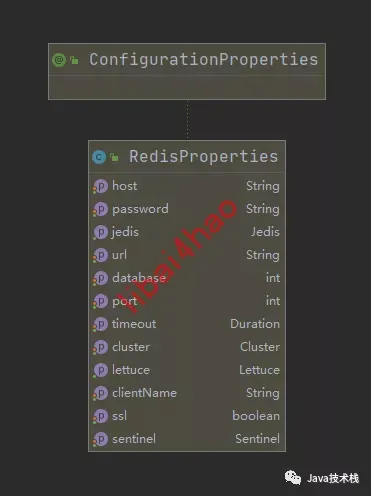 ConfigurationProperties
RedisProperties
host String
password String
jedis Jedis
url String
database int
port int
timeout Duration
cluster Cluster
lettuce Lettuce
clientName String
ssl boolean
sentinel Sentinel
libai4hao
Java技术栈